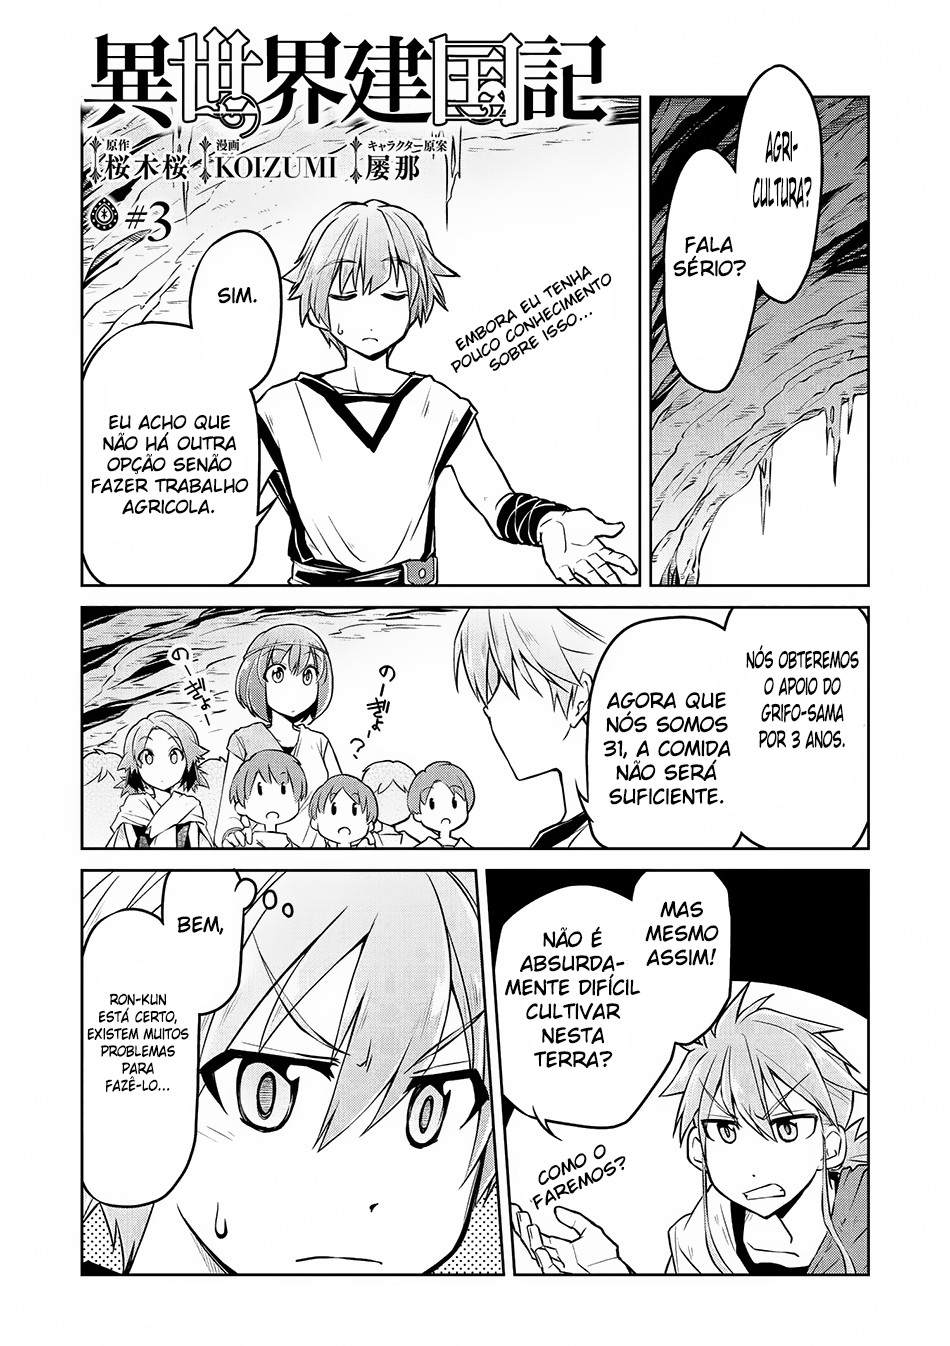 異世界建国記
原作
桜木桜
漫画
KOIZUMI
キャラクター原案
屡那
#3
AGRI-
CULTURA?
FALA
SÉRIO?
SIM.
EMBORA EU TENHA
POUCO CONHECIMENTO
SOBRE ISSO...
EU ACHO QUE
NÃO HÁ OUTRA
OPÇÃO SENÃO
FAZER TRABALHO
AGRICOLA.
NÓS OBTEREMOS
O APOIO DO
GRIFO-SAMA
POR 3 ANOS.
AGORA QUE
NÓS SOMOS
31, A COMIDA
NÃO SERÁ
SUFICIENTE.
のーぎょー?
のーぎょー
MAS
MESMO
ASSIM!
NÃO É
ABSURDA-
MENTE DIFÍCIL
CULTIVAR
NESTA
TERRA?
COMO O
FAREMOS?
BEM,
RON-KUN
ESTÁ CERTO,
EXISTEM MUITOS
PROBLEMAS
PARA
FAZÊ-LO...